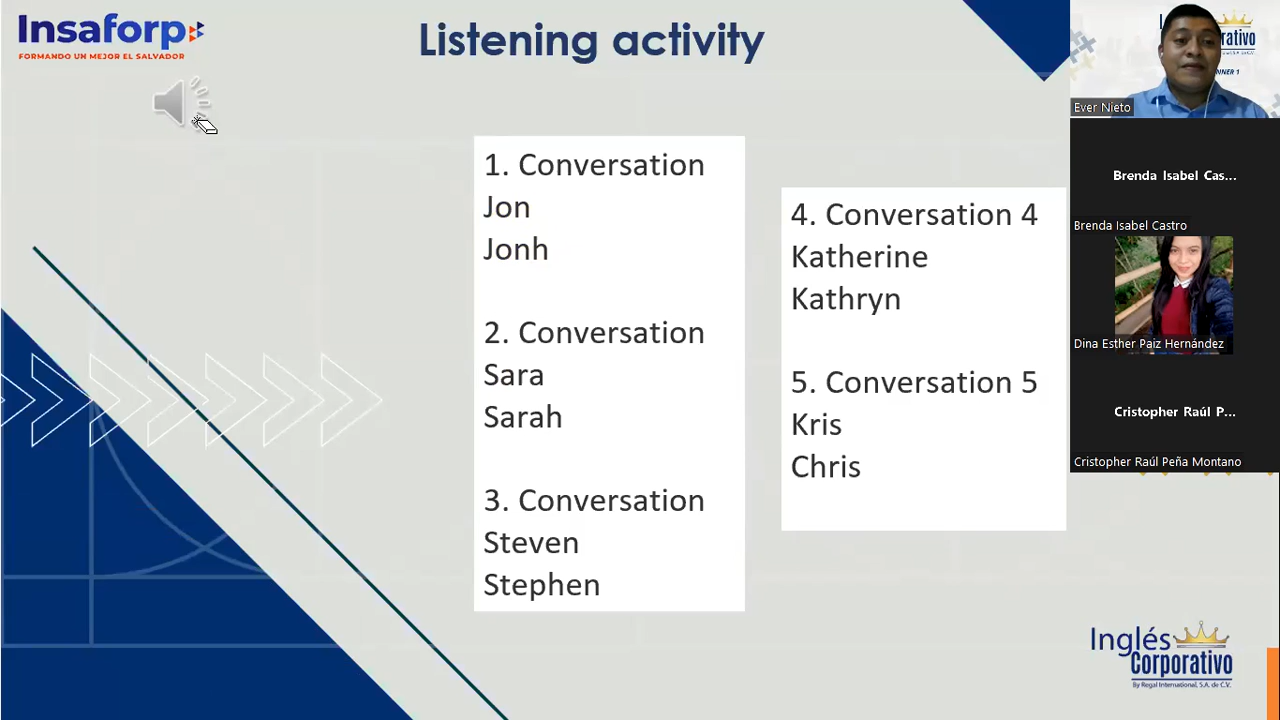 Insaforp
FORMANDO UN MEJOR EL SALVADOR
Listening activity
1. Conversation
Jon
Jonh
2. Conversation
Sara
Sarah
3. Conversation
Steven
Stephen
4. Conversation 4
Katherine
Kathryn
5. Conversation 5
Kris
Chris
Ever Nieto
Brenda Isabel Cas...
Brenda Isabel Castro
Dina Esther Paiz Hernández
Cristopher Raúl P...
Cristopher Raúl Peña Montano
Inglés
Corporativo
By Regal International, S.A. de C.V.